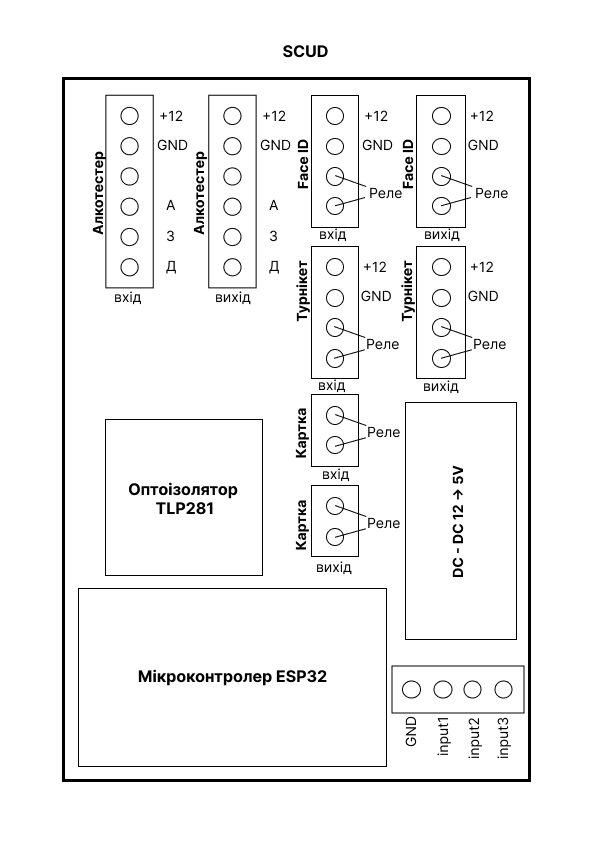 SCUD
Алкотестер
+12
GND
А
З
Д
вхід
Алкотестер
+12
GND
А
З
Д
вихід
Face ID
+12
GND
Реле
вхід
Face ID
+12
GND
Реле
вихід
Турнікет
+12
GND
Реле
вхід
Турнікет
+12
GND
Реле
вихід
Картка
Реле
вхід
Картка
Реле
вихід
Оптоізолятор
TLP281
DC - DC 12 → 5V
Мікроконтролер ESP32
GND
input1
input2
input3